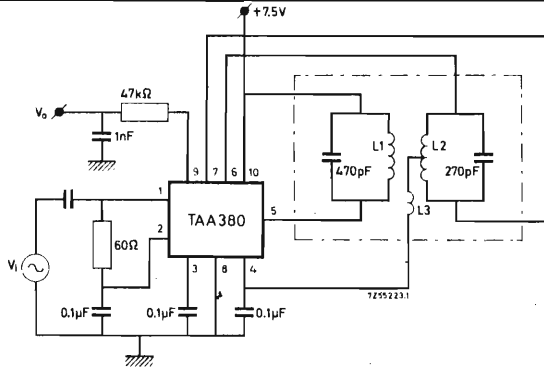 +7.5V
47kΩ
Vo
1nF
9 7 6 10
L1
L2
470pF
270pF
1
TAA380
5
L3
2
60Ω
Vi
3 8 4
7Z55223.1
0.1µF
0.1µF
0.1µF